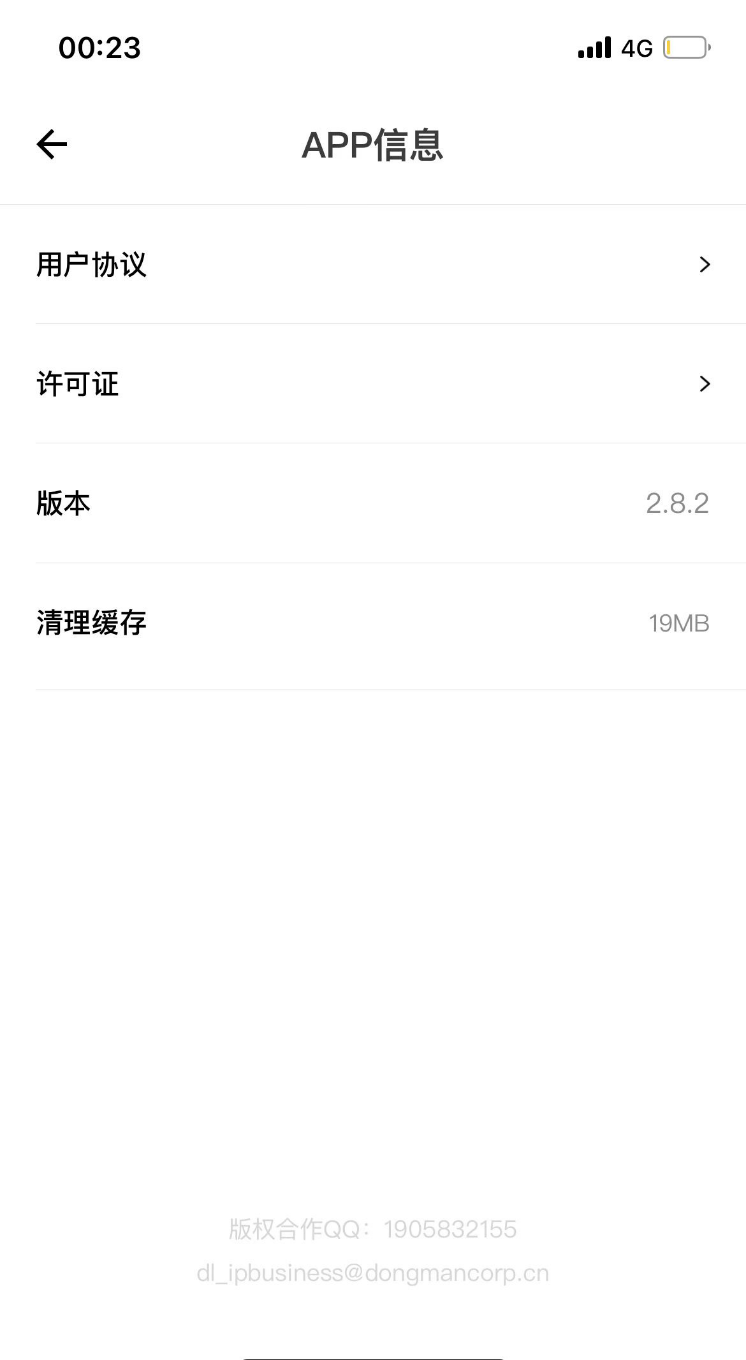 00:23 4G
APP信息
用户协议
许可证
版本 2.8.2
清理缓存 19MB
版权合作QQ：1905832155
dl_ipbusiness@dongmancorp.cn